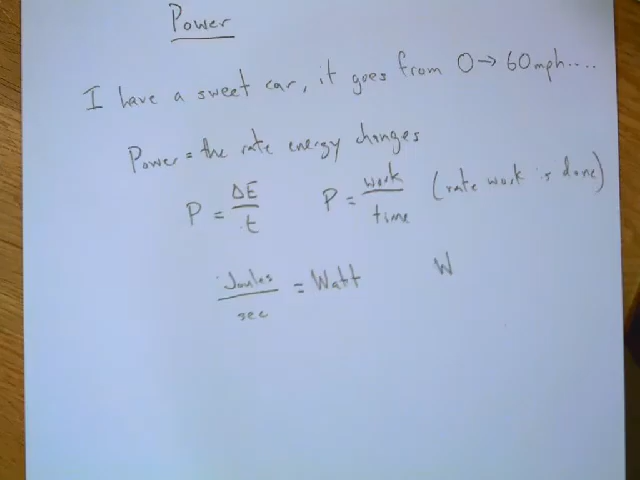 Power
I have a sweet car, it goes from 0→60mph....
Power = the rate energy changes
P = ΔE/t P = work/time (rate work is done)
Joules/sec = Watt W